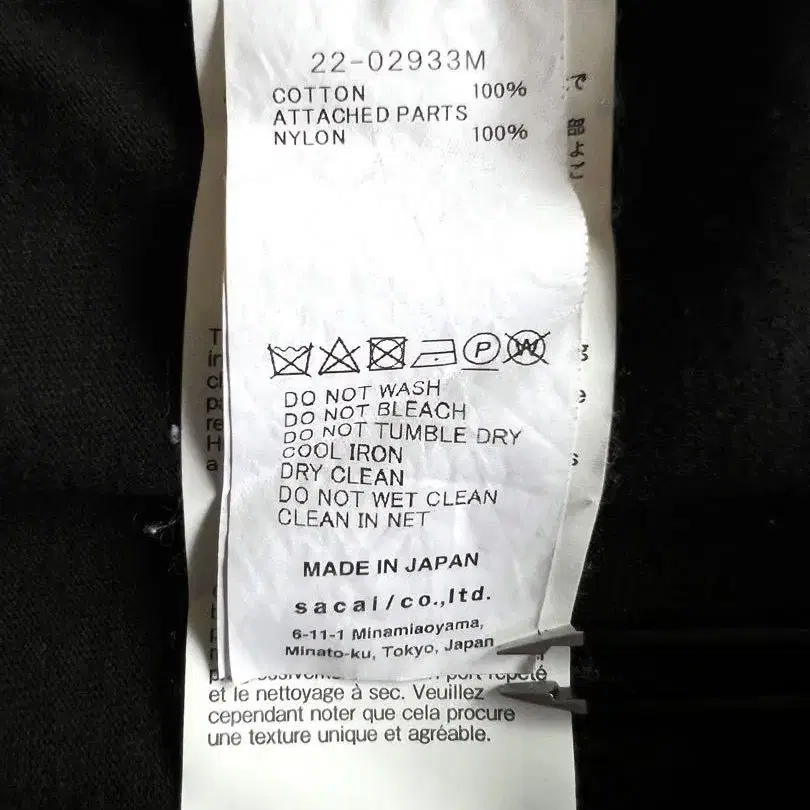 22-02933M
COTTON 100%
ATTACHED PARTS
NYLON 100%
P
W
DO NOT WASH
DO NOT BLEACH
DO NOT TUMBLE DRY
COOL IRON
DRY CLEAN
DO NOT WET CLEAN
CLEAN IN NET
MADE IN JAPAN
sacai/co.,ltd.
6-11-1 Minamiaoyama,
Minato-ku, Tokyo, Japan
et le nettoyage à sec. Veuillez
cependant noter que cela procure
une texture unique et agréable.